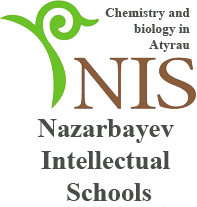 Chemistry and
biology in
Atyrau
NIS
Nazarbayev
Intellectual
Schools